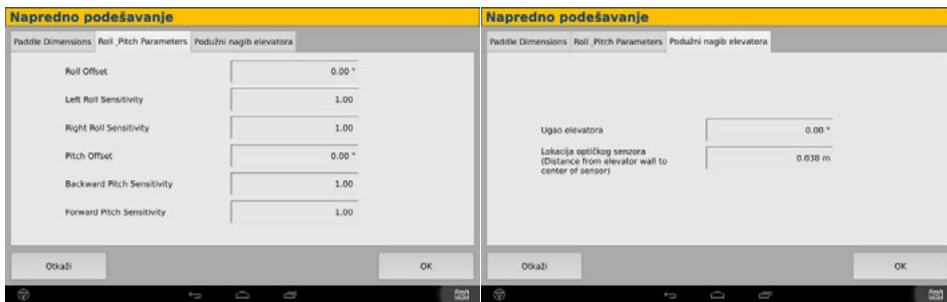 Napredno podešavanje
Paddle Dimensions Roll_Pitch Parameters Podužni nagib elevatora
Roll Offset 0.00 °
Left Roll Sensitivity 1.00
Right Roll Sensitivity 1.00
Pitch Offset 0.00 °
Backward Pitch Sensitivity 1.00
Forward Pitch Sensitivity 1.00
Otkaži OK
Napredno podešavanje
Paddle Dimensions Roll_Pitch Parameters Podužni nagib elevatora
Ugao elevatora 0.00 °
Lokacija optičkog senzora
(Distance from elevator wall to
center of sensor) 0.038 m
Otkaži OK